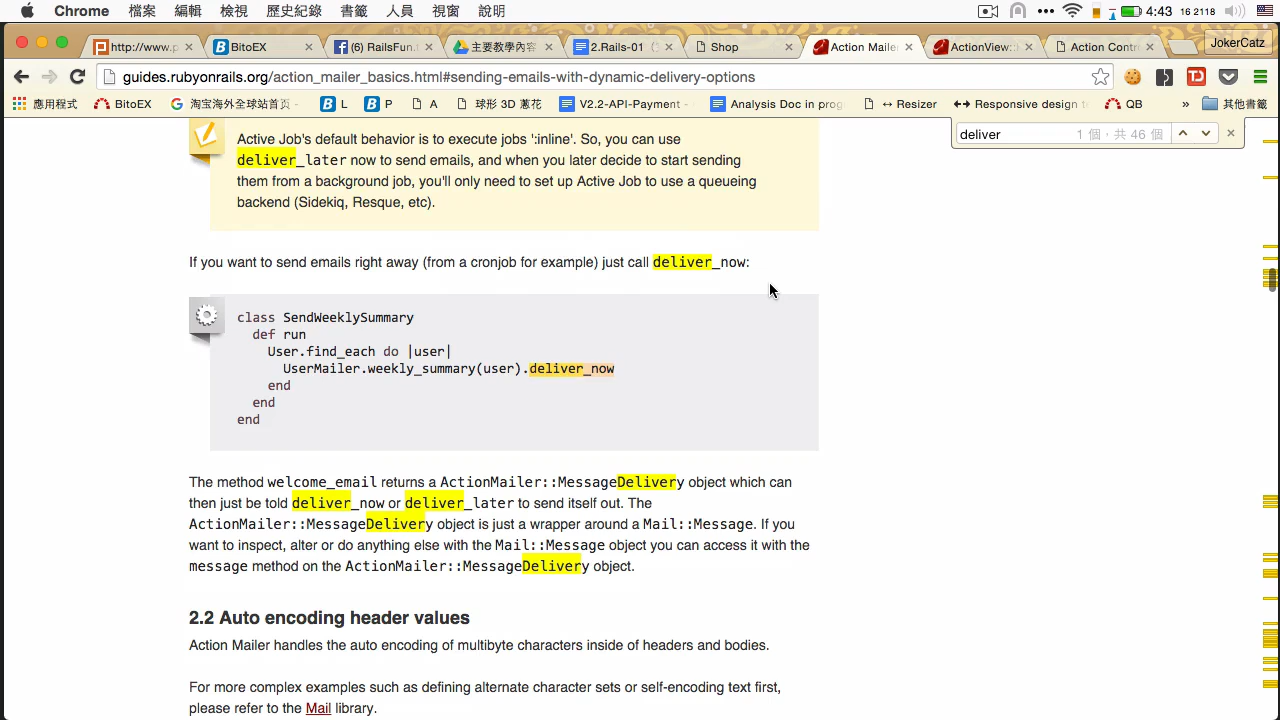 Chrome 檔案 編輯 檢視 歷史紀錄 書籤 人員 視窗 說明 4:43 16 2118
http://www.p BitoEX (6) RailsFun. 主要教學內容 2.Rails-01 Shop Action Maile ActionView:: Action Contr JokerCatz
guides.rubyonrails.org/action_mailer_basics.html#sending-emails-with-dynamic-delivery-options
應用程式 BitoEX 淘宝海外全球站首页 - L P A 球形 3D 蔥花 V2.2-API-Payment - Analysis Doc in prog Resizer Responsive design t QB » 其他書籤
deliver 1 個，共 46 個
Active Job's default behavior is to execute jobs ':inline'. So, you can use
deliver_later now to send emails, and when you later decide to start sending
them from a background job, you'll only need to set up Active Job to use a queueing
backend (Sidekiq, Resque, etc).
If you want to send emails right away (from a cronjob for example) just call deliver_now:
class SendWeeklySummary
def run
User.find_each do |user|
UserMailer.weekly_summary(user).deliver_now
end
end
end
The method welcome_email returns a ActionMailer::MessageDelivery object which can
then just be told deliver_now or deliver_later to send itself out. The
ActionMailer::MessageDelivery object is just a wrapper around a Mail::Message. If you
want to inspect, alter or do anything else with the Mail::Message object you can access it with the
message method on the ActionMailer::MessageDelivery object.
2.2 Auto encoding header values
Action Mailer handles the auto encoding of multibyte characters inside of headers and bodies.
For more complex examples such as defining alternate character sets or self-encoding text first,
please refer to the Mail library.